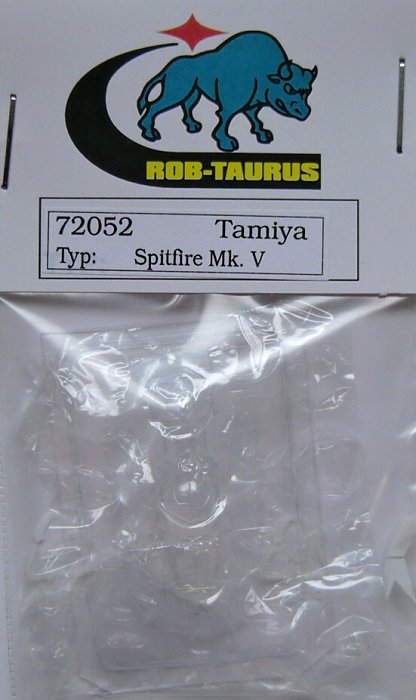 ROB-TAURUS
72052 Tamiya
Typ: Spitfire Mk. V